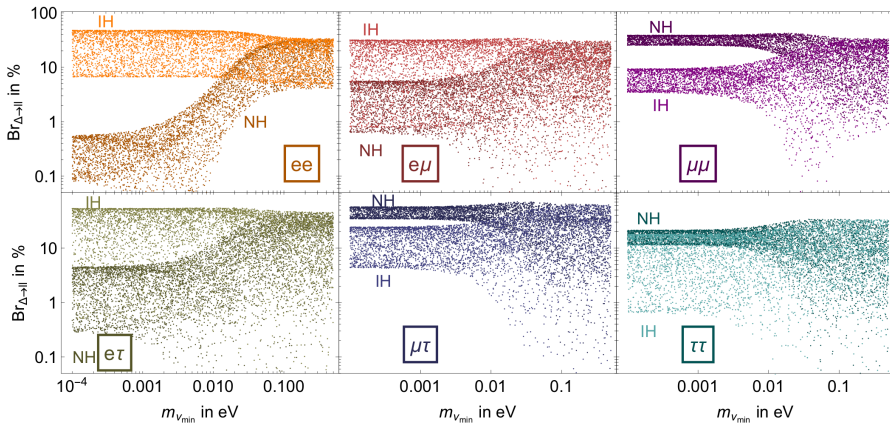 IH
NH
ee
IH
NH
eμ
NH
IH
μμ
Br_{Δ→ll} in %
100
10
1
0.1
IH
NH
eτ
NH
IH
μτ
NH
IH
ττ
Br_{Δ→ll} in %
10
1
0.1
10^{-4} 0.001 0.010 0.100
0.001 0.01 0.1
0.001 0.01 0.1
m_{ν_{min}} in eV
m_{ν_{min}} in eV
m_{ν_{min}} in eV